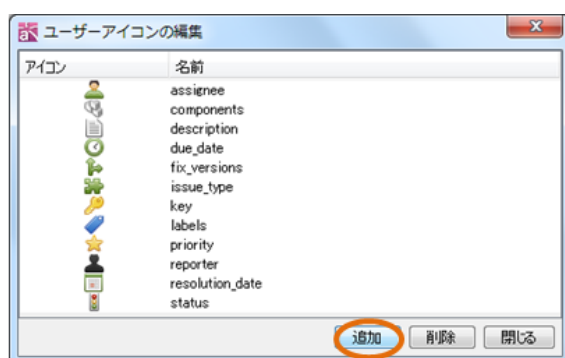 ユーザーアイコンの編集
アイコン 名前
assignee
components
description
due_date
fix_versions
issue_type
key
labels
priority
reporter
resolution_date
status
追加 削除 閉じる